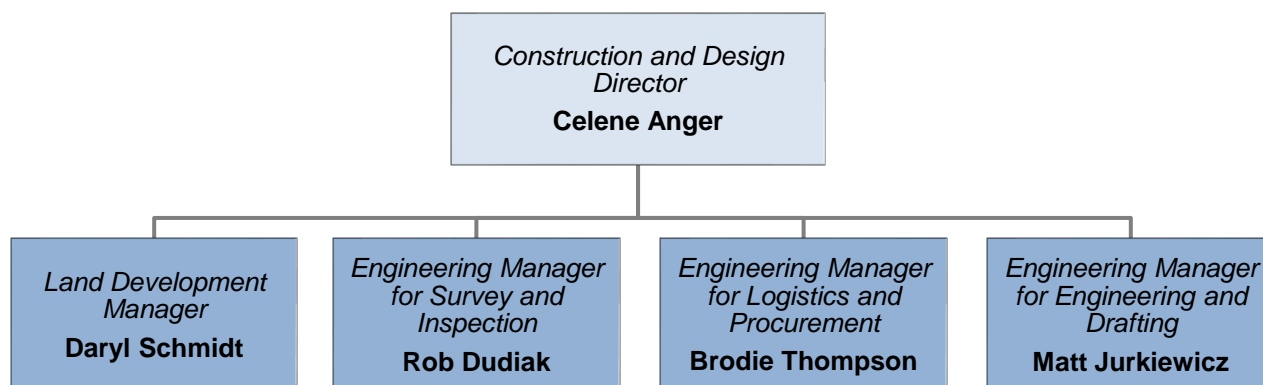 Construction and Design
Director
Celene Anger
Land Development
Manager
Daryl Schmidt
Engineering Manager
for Survey and
Inspection
Rob Dudiak
Engineering Manager
for Logistics and
Procurement
Brodie Thompson
Engineering Manager
for Engineering and
Drafting
Matt Jurkiewicz